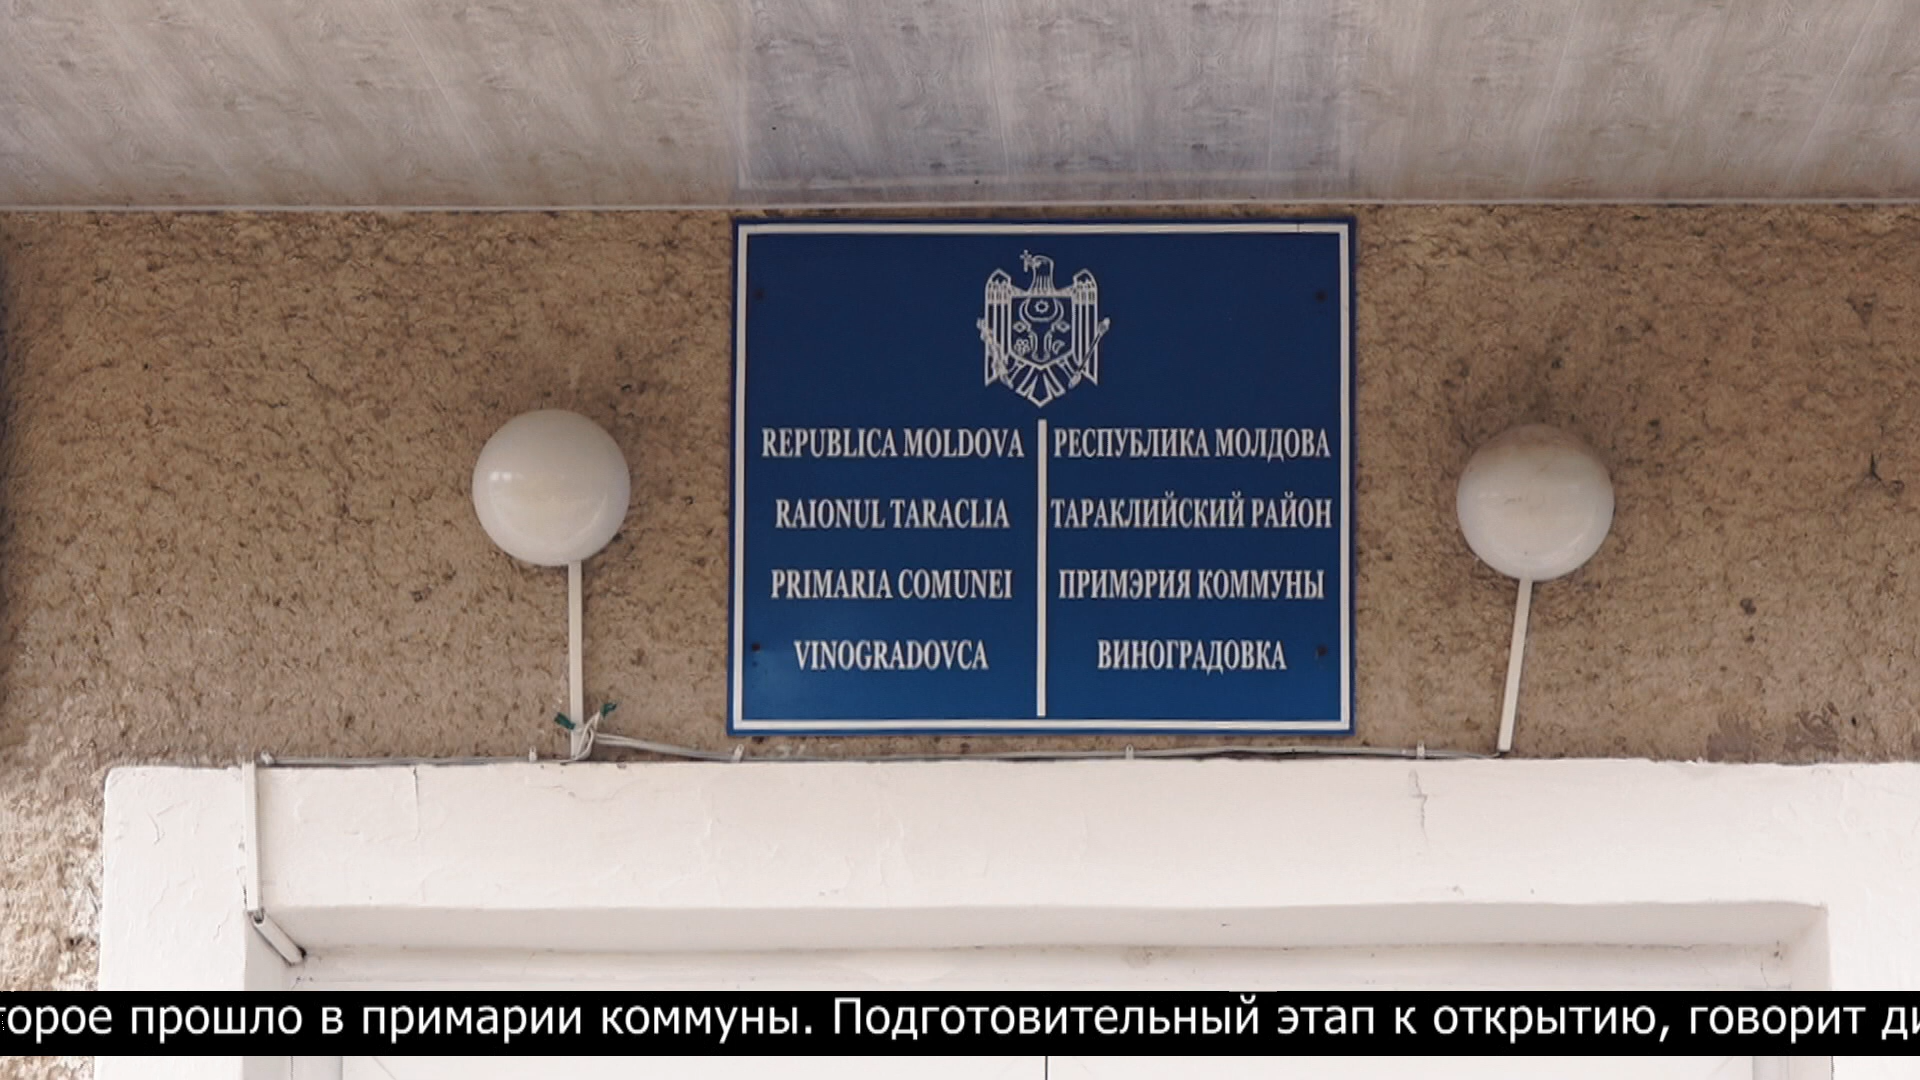 REPUBLICA MOLDOVA
RAIONUL TARACLIA
PRIMARIA COMUNEI
VINOGRADOVCA
РЕСПУБЛИКА МОЛДОВА
ТАРАКЛИЙСКИЙ РАЙОН
ПРИМЭРИЯ КОММУНЫ
ВИНОГРАДОВКА
прошло в примарии коммуны. Подготовительный этап к открытию, говорит